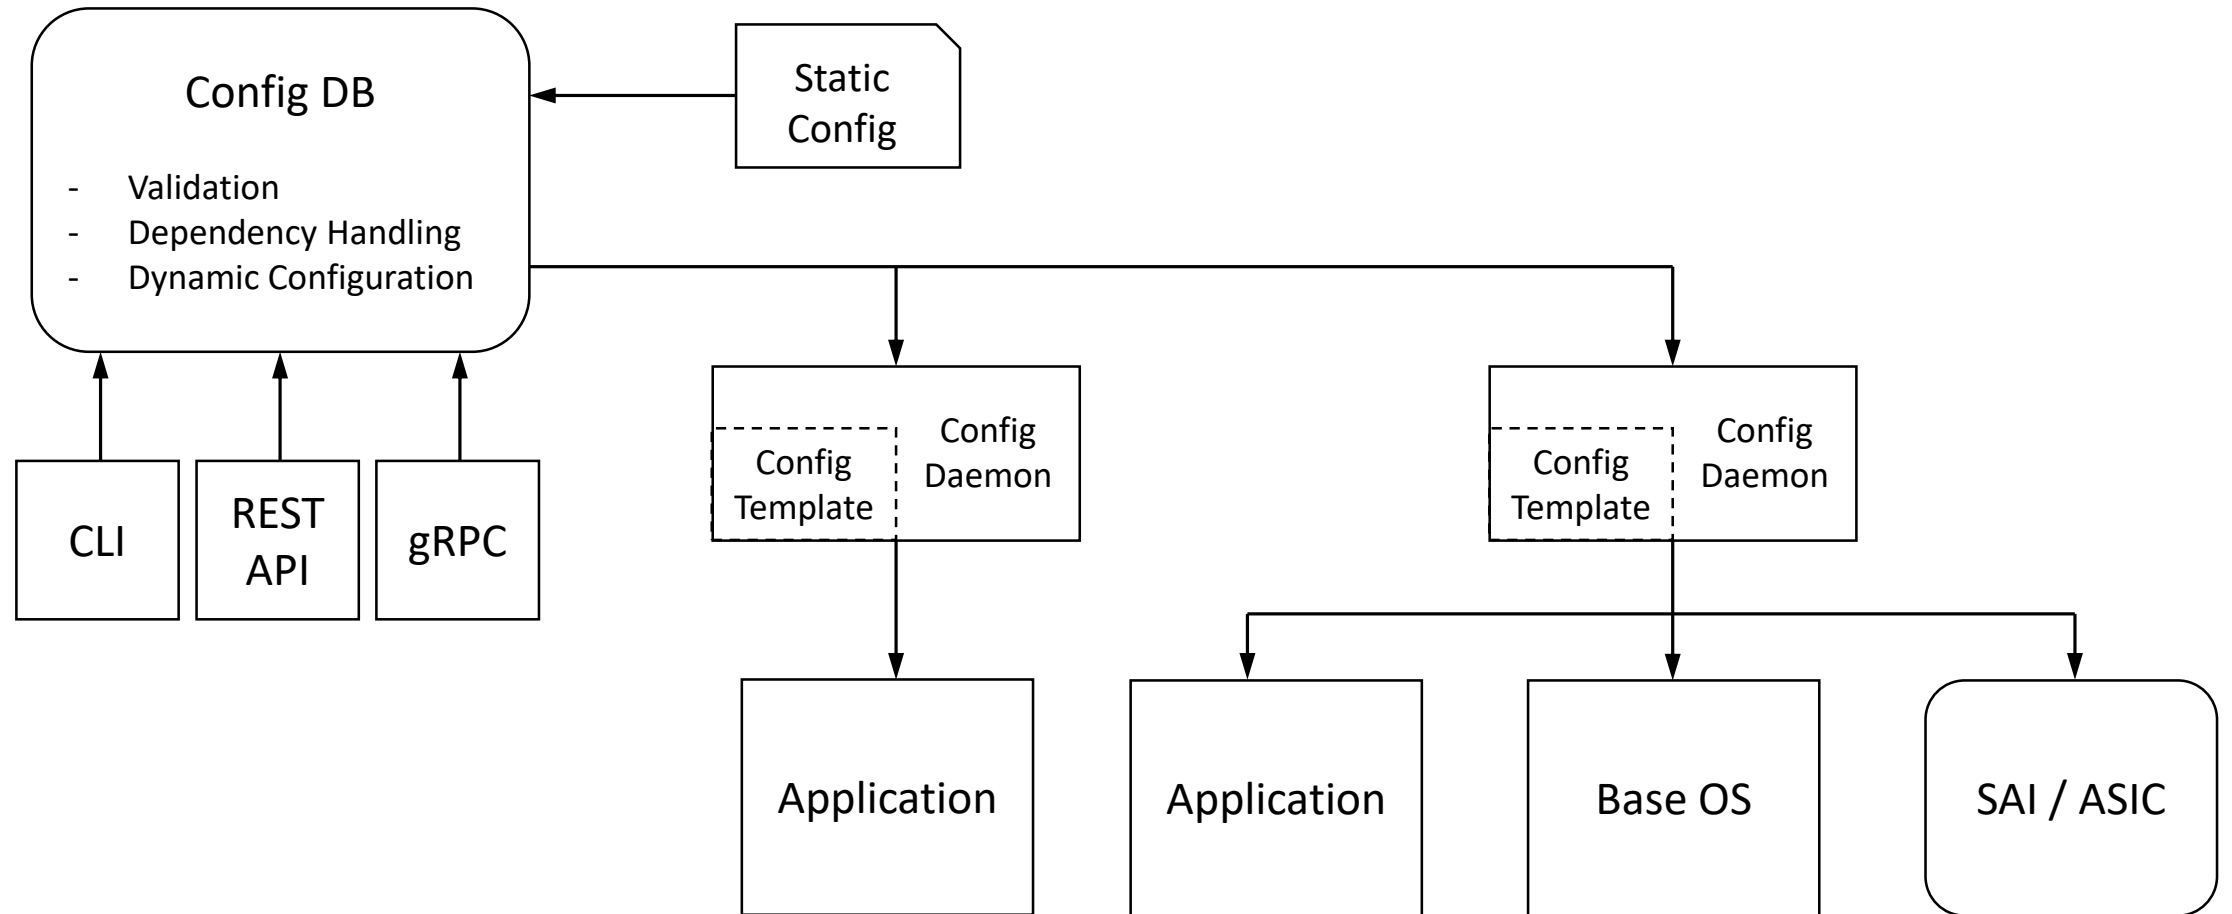 Config DB
- Validation
- Dependency Handling
- Dynamic Configuration
Static
Config
CLI
REST
API
gRPC
Config
Daemon
Config
Template
Config
Daemon
Config
Template
Application
Application
Base OS
SAI / ASIC